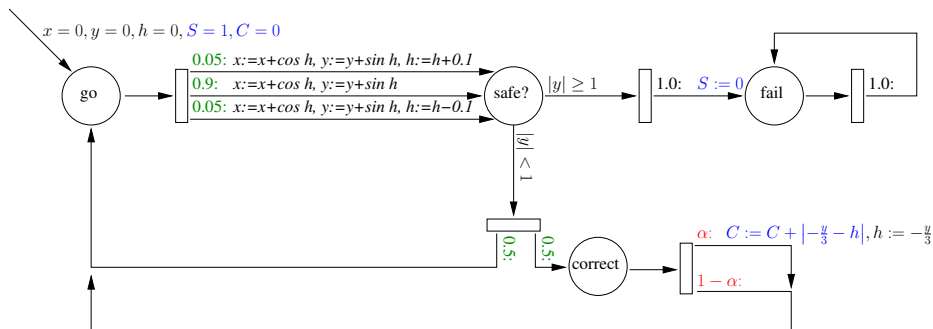 x = 0, y = 0, h = 0, S = 1, C = 0
0.05: x:=x+cos h, y:=y+sin h, h:=h+0.1
go
0.9: x:=x+cos h, y:=y+sin h
safe?
|y| ≥ 1
1.0: S:=0
fail
1.0:
0.05: x:=x+cos h, y:=y+sin h, h:=h−0.1
|y| < 1
0.5:
0.5:
correct
α: C := C + |−y/3 − h|, h := −y/3
1 − α: